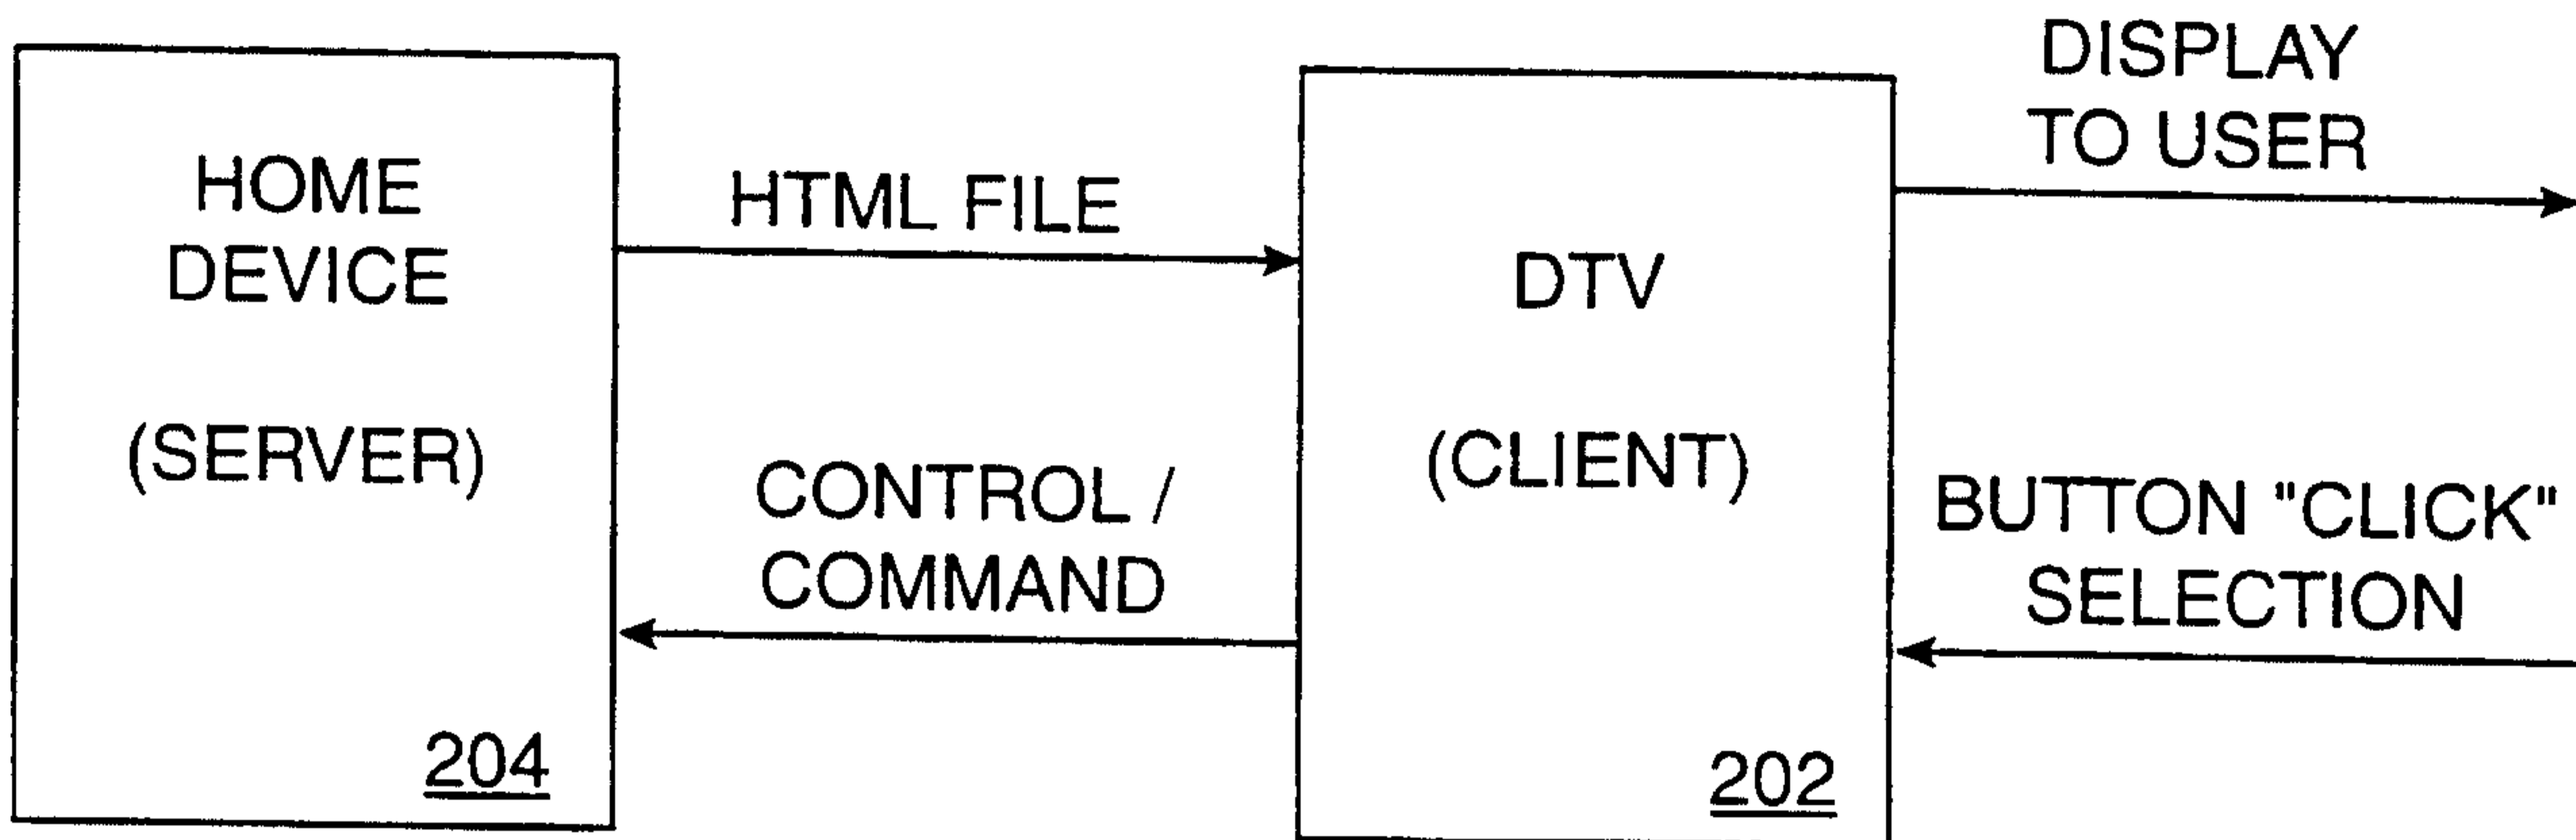 HOME
DEVICE
(SERVER)
204
HTML FILE
CONTROL /
COMMAND
DTV
(CLIENT)
202
DISPLAY
TO USER
BUTTON "CLICK"
SELECTION